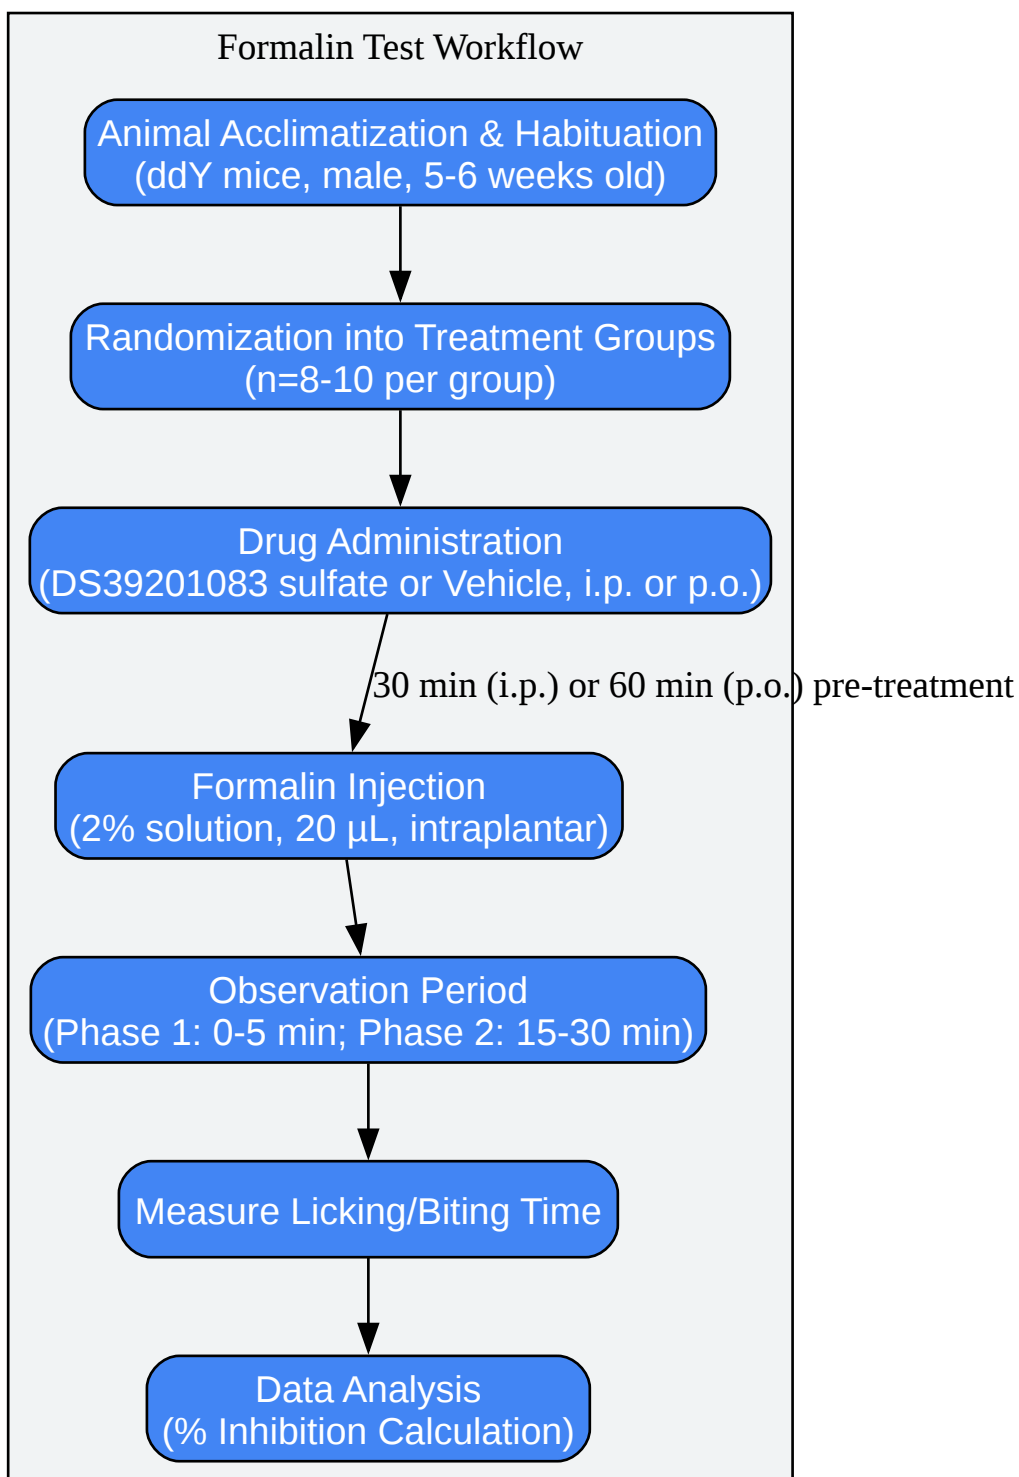 Formalin Test Workflow
Animal Acclimatization & Habituation
(ddY mice, male, 5-6 weeks old)
Randomization into Treatment Groups
(n=8-10 per group)
Drug Administration
(DS39201083 sulfate or Vehicle, i.p. or p.o.)
30 min (i.p.) or 60 min (p.o.) pre-treatment
Formalin Injection
(2% solution, 20 µL, intraplantar)
Observation Period
(Phase 1: 0-5 min; Phase 2: 15-30 min)
Measure Licking/Biting Time
Data Analysis
(% Inhibition Calculation)